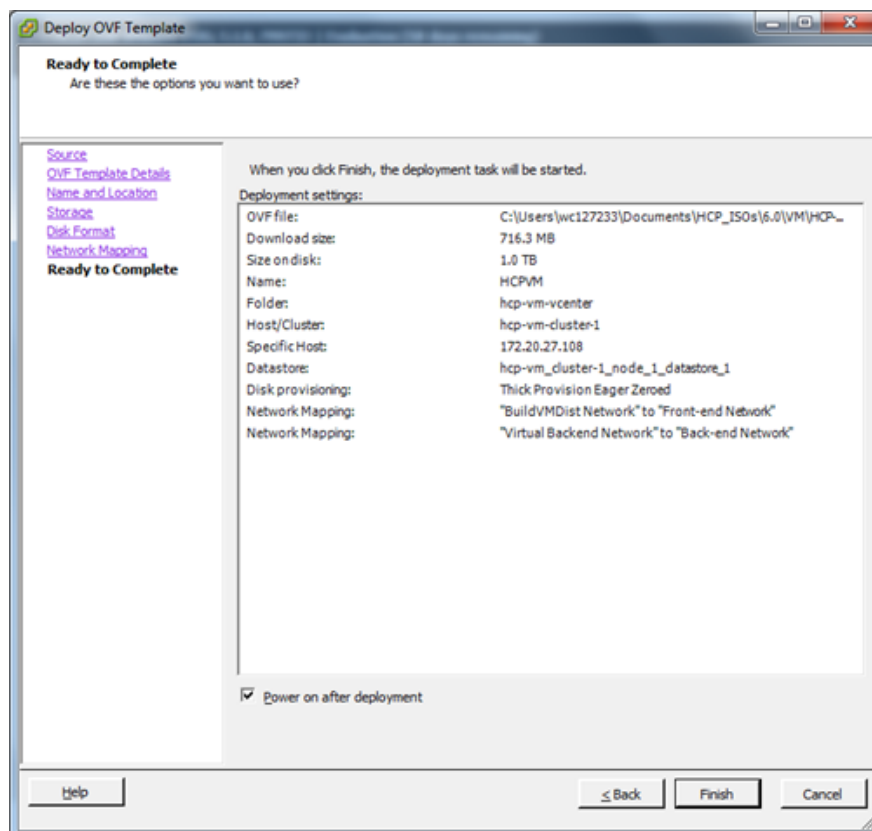 Deploy OVF Template
Ready to Complete
Are these the options you want to use?
Source
OVF Template Details
Name and Location
Storage
Disk Format
Network Mapping
Ready to Complete
When you click Finish, the deployment task will be started.
Deployment settings:
OVF file: C:\Users\wc127233\Documents\HCP_ISOs\6.0\VM\HCP-...
Download size: 716.3 MB
Size on disk: 1.0 TB
Name: HCPVM
Folder: hcp-vm-vcenter
Host/Cluster: hcp-vm-cluster-1
Specific Host: 172.20.27.108
Datastore: hcp-vm_cluster-1_node_1_datastore_1
Disk provisioning: Thick Provision Eager Zeroed
Network Mapping: "BuildVMDist Network" to "Front-end Network"
Network Mapping: "Virtual Backend Network" to "Back-end Network"
Power on after deployment
Help
< Back
Finish
Cancel